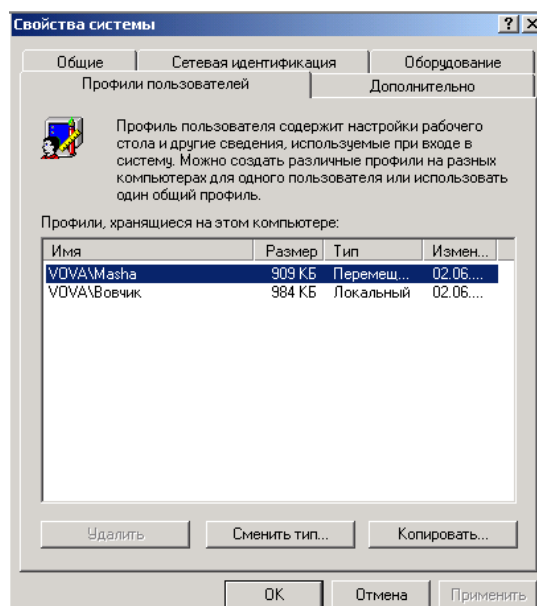 Свойства системы
Общие Сетевая идентификация Оборудование
Профили пользователей Дополнительно
Профиль пользователя содержит настройки рабочего
стола и другие сведения, используемые при входе в
систему. Можно создать различные профили на разных
компьютерах для одного пользователя или использовать
один общий профиль.
Профили, хранящиеся на этом компьютере:
Имя Размер Тип Измен...
VOVA\Masha 909 КБ Перемещ... 02.06....
VOVA\Вовчик 984 КБ Локальный 02.06....
Удалить Сменить тип... Копировать...
OK Отмена Применить